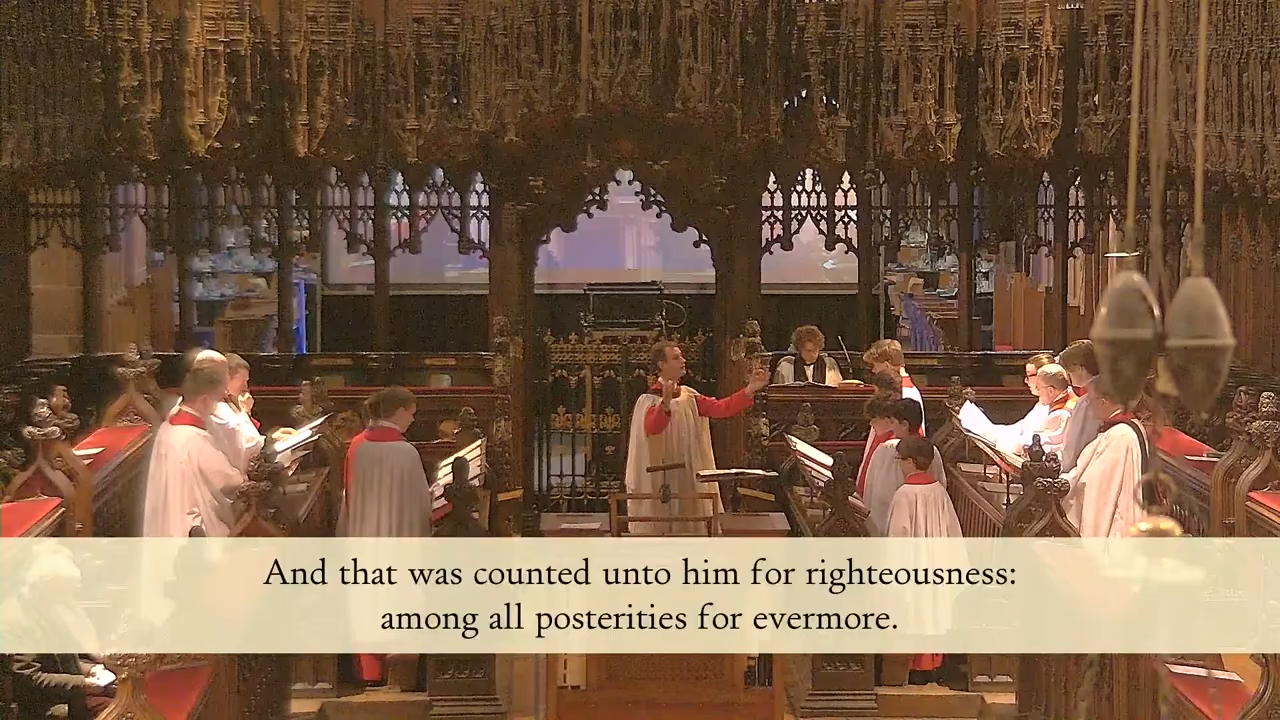 And that was counted unto him for righteousness:
among all posterities for evermore.